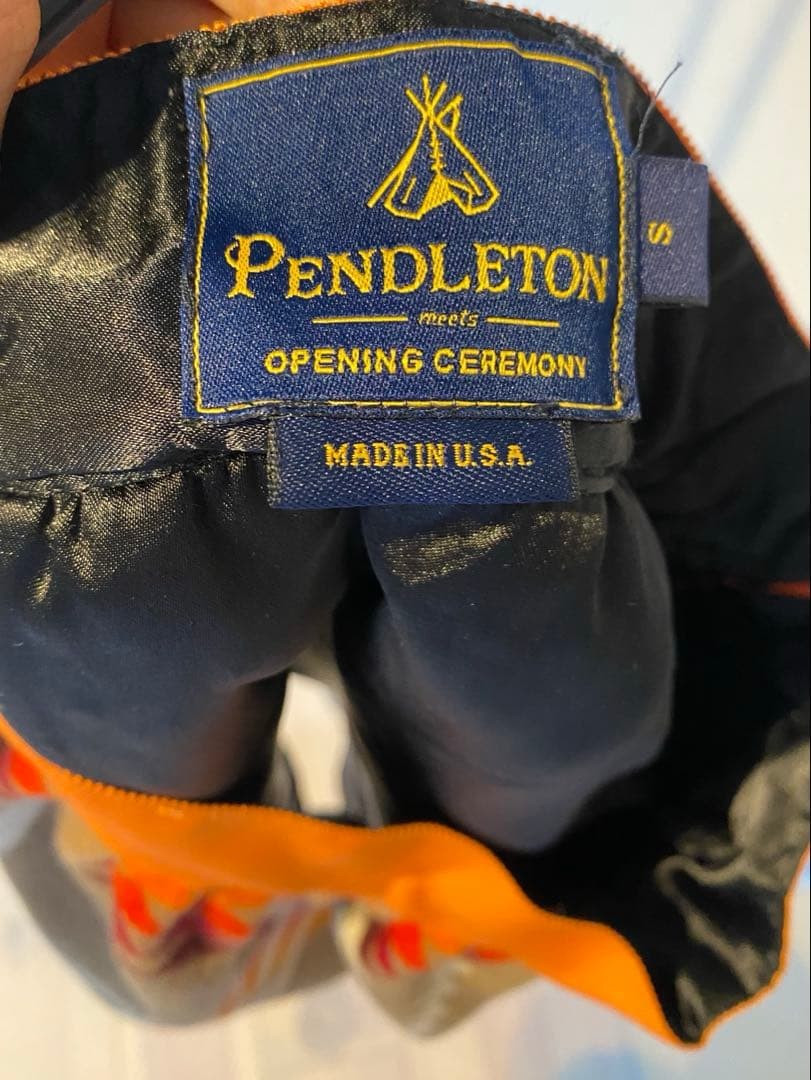 PENDLETON
meets
OPENING CEREMONY
S
MADE IN U.S.A.